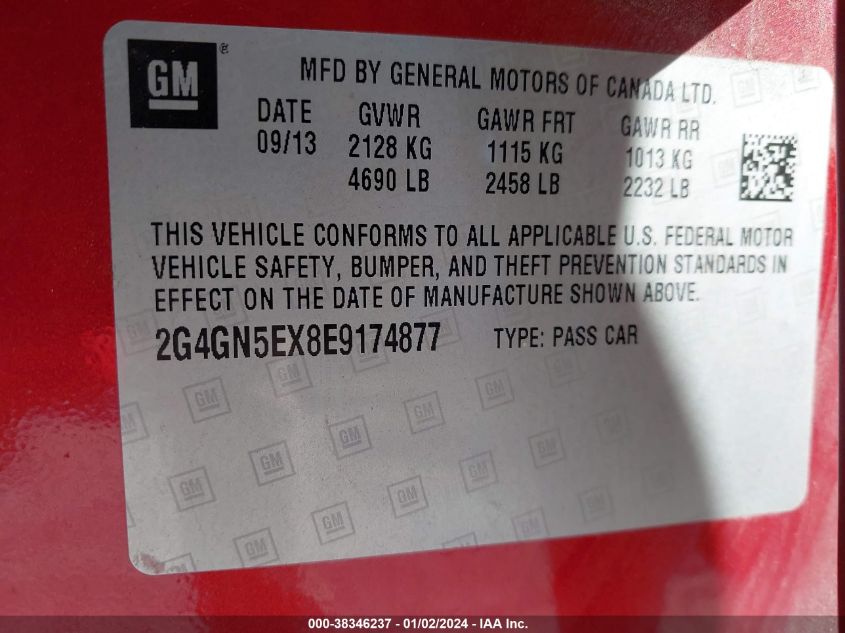 GM ®
MFD BY GENERAL MOTORS OF CANADA LTD.
DATE GVWR GAWR FRT GAWR RR
09/13 2128 KG 1115 KG 1013 KG
4690 LB 2458 LB 2232 LB
THIS VEHICLE CONFORMS TO ALL APPLICABLE U.S. FEDERAL MOTOR
VEHICLE SAFETY, BUMPER, AND THEFT PREVENTION STANDARDS IN
EFFECT ON THE DATE OF MANUFACTURE SHOWN ABOVE.
2G4GN5EX8E9174877 TYPE: PASS CAR
000-38346237 - 01/02/2024 - IAA Inc.